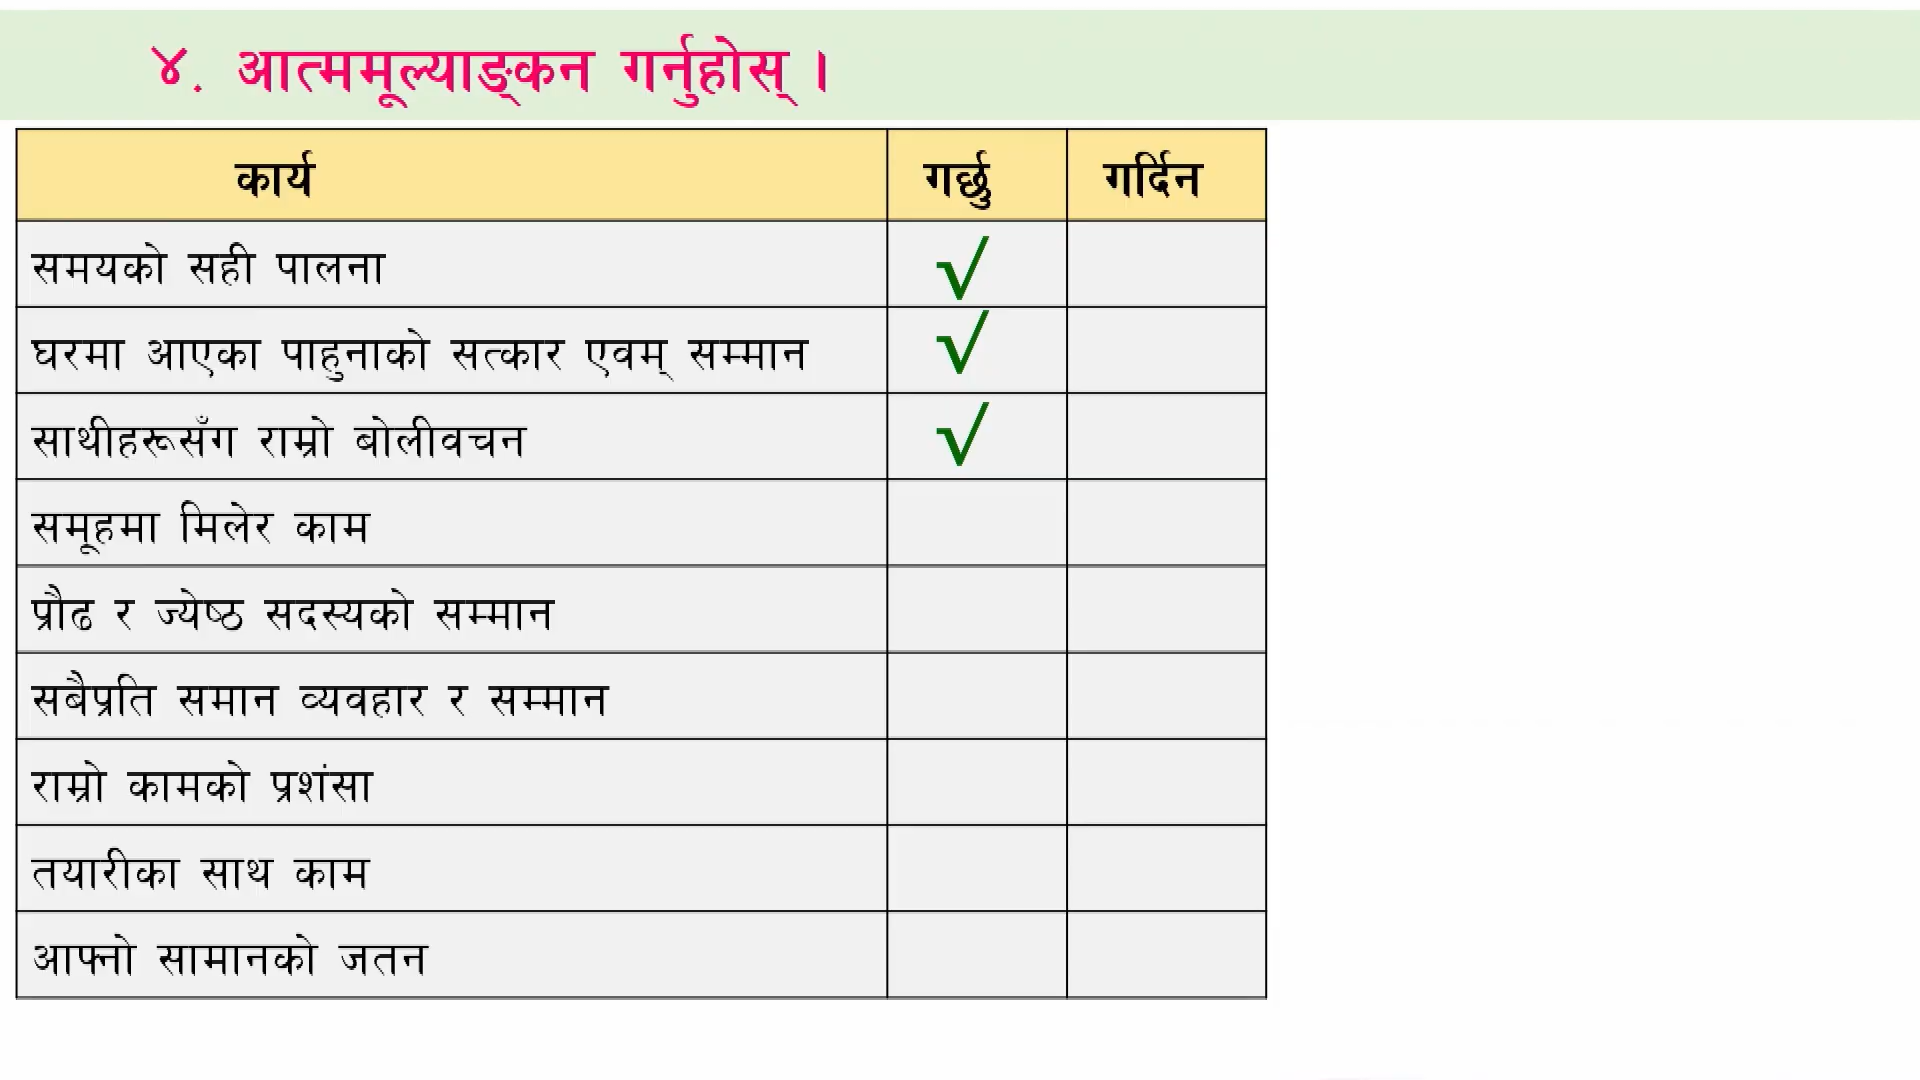 ४. आत्ममूल्याङ्कन गर्नुहोस् ।
कार्य गर्छु गर्दिन
समयको सही पालना √
घरमा आएका पाहुनाको सत्कार एवम् सम्मान √
साथीहरूसँग राम्रो बोलीवचन √
समूहमा मिलेर काम
प्रौढ र ज्येष्ठ सदस्यको सम्मान
सबैप्रति समान व्यवहार र सम्मान
राम्रो कामको प्रशंसा
तयारीका साथ काम
आफ्नो सामानको जतन